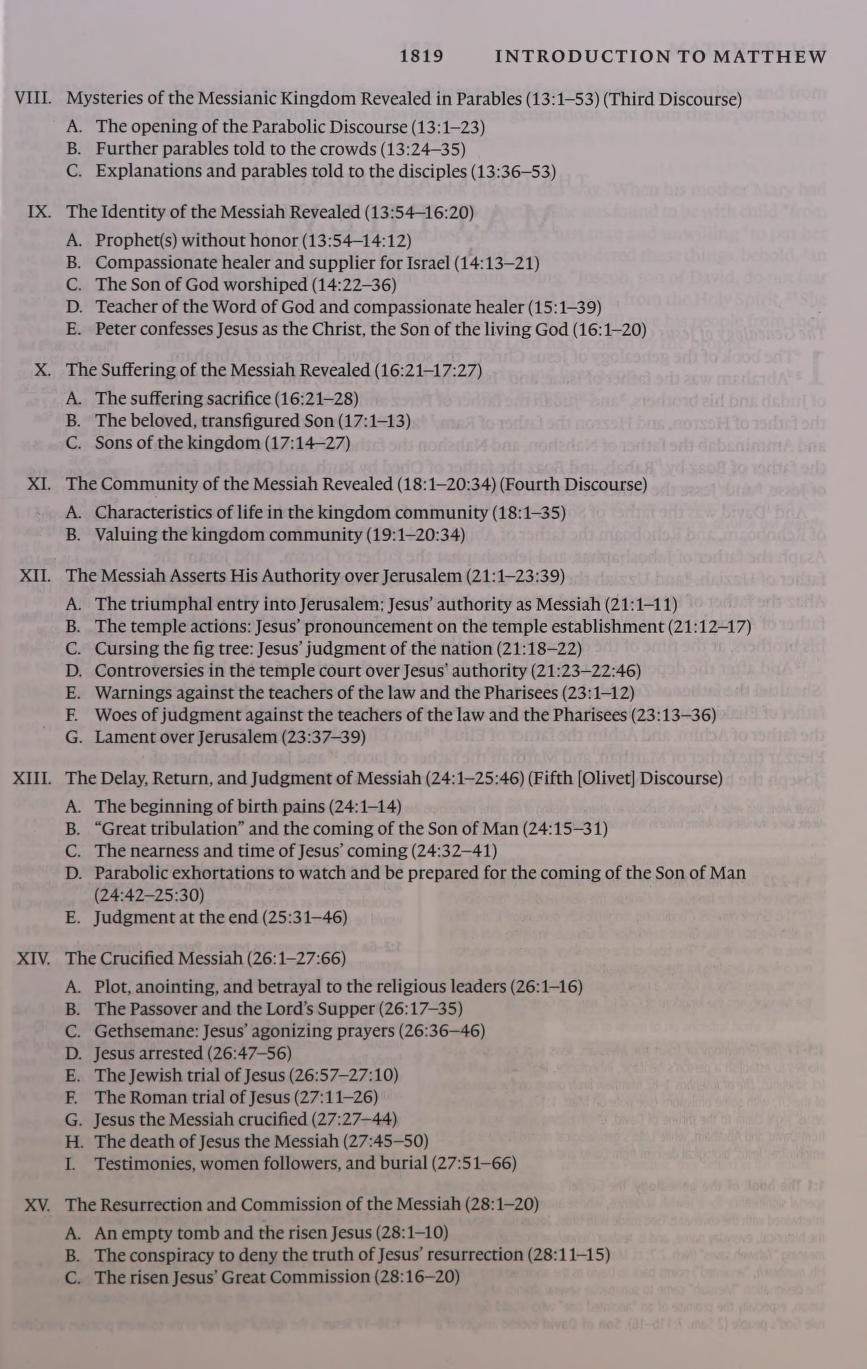 1819 INTRODUCTION TO MATTHEW
VIII. Mysteries of the Messianic Kingdom Revealed in Parables (13:1–53) (Third Discourse)
A. The opening of the Parabolic Discourse (13:1–23)
B. Further parables told to the crowds (13:24–35)
C. Explanations and parables told to the disciples (13:36–53)
IX. The Identity of the Messiah Revealed (13:54–16:20)
A. Prophet(s) without honor (13:54–14:12)
B. Compassionate healer and supplier for Israel (14:13–21)
C. The Son of God worshiped (14:22–36)
D. Teacher of the Word of God and compassionate healer (15:1–39)
E. Peter confesses Jesus as the Christ, the Son of the living God (16:1–20)
X. The Suffering of the Messiah Revealed (16:21–17:27)
A. The suffering sacrifice (16:21–28)
B. The beloved, transfigured Son (17:1–13)
C. Sons of the kingdom (17:14–27)
XI. The Community of the Messiah Revealed (18:1–20:34) (Fourth Discourse)
A. Characteristics of life in the kingdom community (18:1–35)
B. Valuing the kingdom community (19:1–20:34)
XII. The Messiah Asserts His Authority over Jerusalem (21:1–23:39)
A. The triumphal entry into Jerusalem: Jesus’ authority as Messiah (21:1–11)
B. The temple actions: Jesus’ pronouncement on the temple establishment (21:12–17)
C. Cursing the fig tree: Jesus’ judgment of the nation (21:18–22)
D. Controversies in the temple court over Jesus’ authority (21:23–22:46)
E. Warnings against the teachers of the law and the Pharisees (23:1–12)
F. Woes of judgment against the teachers of the law and the Pharisees (23:13–36)
G. Lament over Jerusalem (23:37–39)
XIII. The Delay, Return, and Judgment of Messiah (24:1–25:46) (Fifth [Olivet] Discourse)
A. The beginning of birth pains (24:1–14)
B. “Great tribulation” and the coming of the Son of Man (24:15–31)
C. The nearness and time of Jesus’ coming (24:32–41)
D. Parabolic exhortations to watch and be prepared for the coming of the Son of Man
(24:42–25:30)
E. Judgment at the end (25:31–46)
XIV. The Crucified Messiah (26:1–27:66)
A. Plot, anointing, and betrayal to the religious leaders (26:1–16)
B. The Passover and the Lord’s Supper (26:17–35)
C. Gethsemane: Jesus’ agonizing prayers (26:36–46)
D. Jesus arrested (26:47–56)
E. The Jewish trial of Jesus (26:57–27:10)
F. The Roman trial of Jesus (27:11–26)
G. Jesus the Messiah crucified (27:27–44)
H. The death of Jesus the Messiah (27:45–50)
I. Testimonies, women followers, and burial (27:51–66)
XV. The Resurrection and Commission of the Messiah (28:1–20)
A. An empty tomb and the risen Jesus (28:1–10)
B. The conspiracy to deny the truth of Jesus’ resurrection (28:11–15)
C. The risen Jesus’ Great Commission (28:16–20)